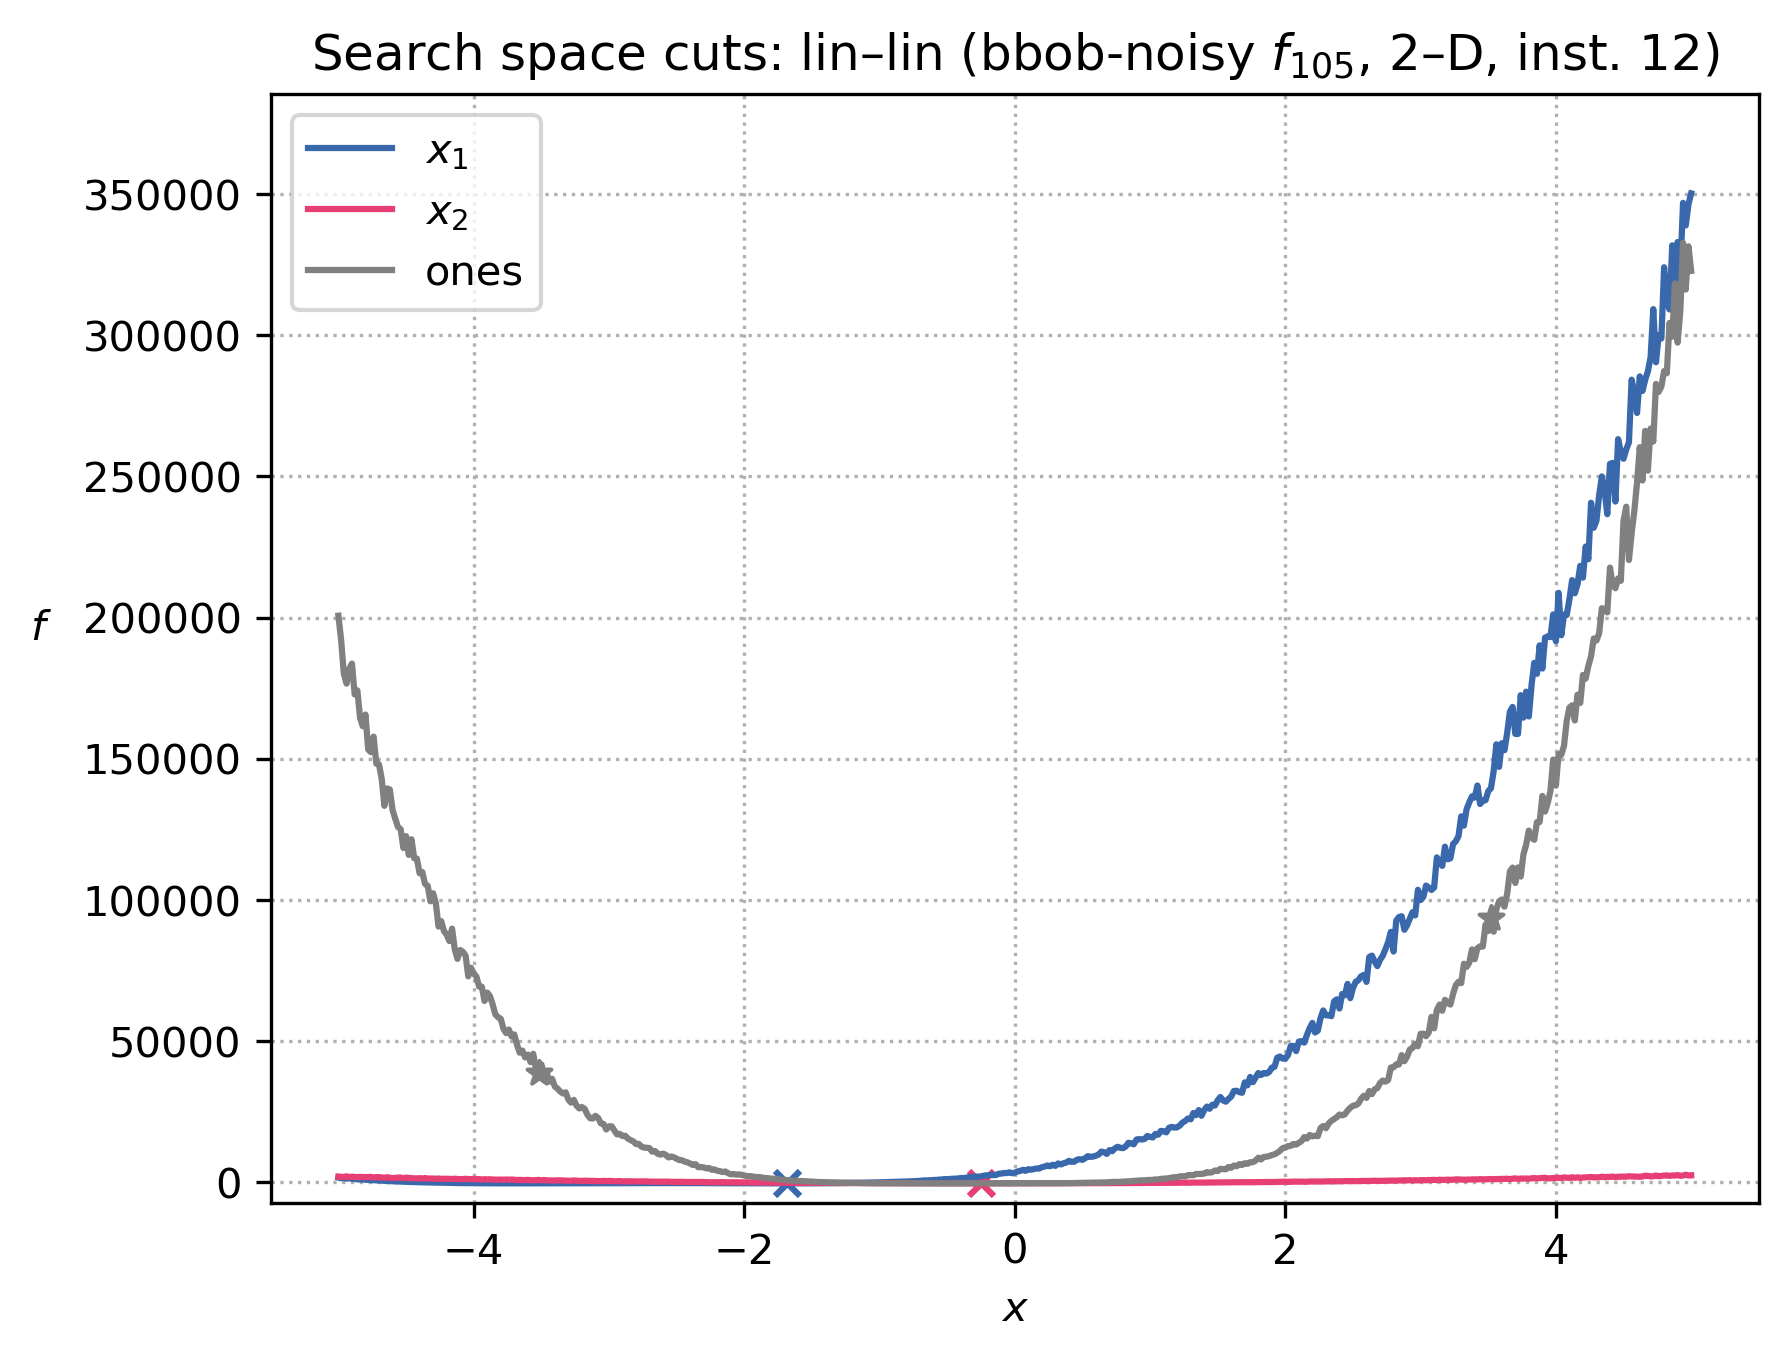 Search space cuts: lin–lin (bbob-noisy f₁₀₅, 2–D, inst. 12)
x₁
x₂
ones
350000
300000
250000
200000
150000
100000
50000
0
f
−4 −2 0 2 4
x